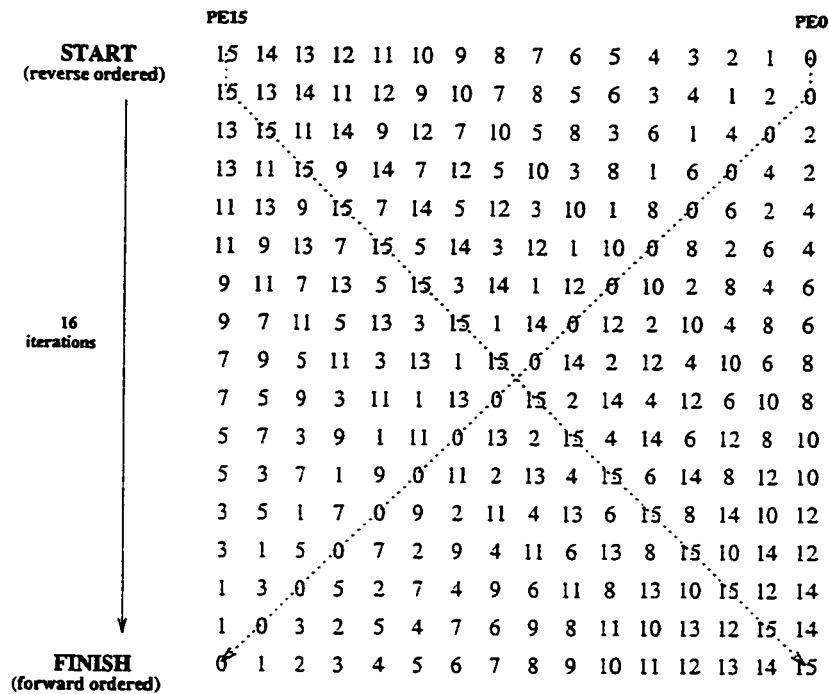 PE15 PE0
START 15 14 13 12 11 10 9 8 7 6 5 4 3 2 1 0
(reverse ordered)
15 13 14 11 12 9 10 7 8 5 6 3 4 1 2 0
13 15 11 14 9 12 7 10 5 8 3 6 1 4 0 2
13 11 15 9 14 7 12 5 10 3 8 1 6 0 4 2
11 13 9 15 7 14 5 12 3 10 1 8 0 6 2 4
11 9 13 7 15 5 14 3 12 1 10 0 8 2 6 4
9 11 7 13 5 15 3 14 1 12 0 10 2 8 4 6
16
iterations
9 7 11 5 13 3 15 1 14 0 12 2 10 4 8 6
7 9 5 11 3 13 1 15 0 14 2 12 4 10 6 8
7 5 9 3 11 1 13 0 15 2 14 4 12 6 10 8
5 7 3 9 1 11 0 13 2 15 4 14 6 12 8 10
5 3 7 1 9 0 11 2 13 4 15 6 14 8 12 10
3 5 1 7 0 9 2 11 4 13 6 15 8 14 10 12
3 1 5 0 7 2 9 4 11 6 13 8 15 10 14 12
1 3 0 5 2 7 4 9 6 11 8 13 10 15 12 14
1 0 3 2 5 4 7 6 9 8 11 10 13 12 15 14
FINISH 0 1 2 3 4 5 6 7 8 9 10 11 12 13 14 15
(forward ordered)